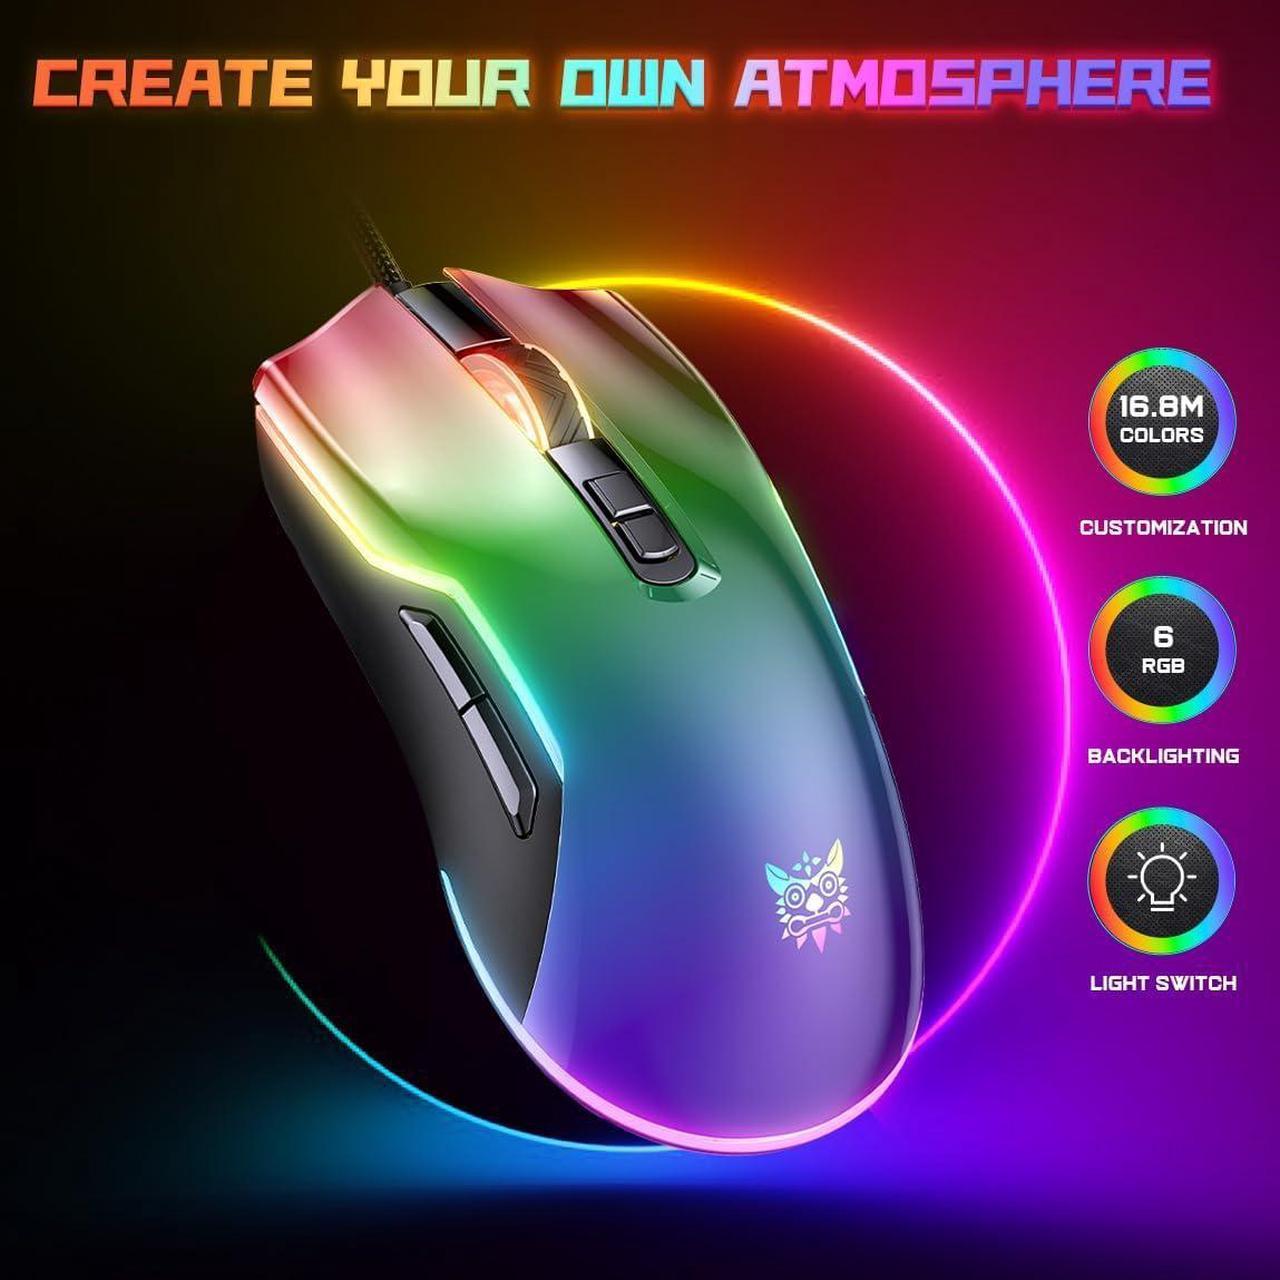 CREATE YOUR OWN ATMOSPHERE
16.8M
COLORS
CUSTOMIZATION
6
RGB
BACKLIGHTING
LIGHT SWITCH